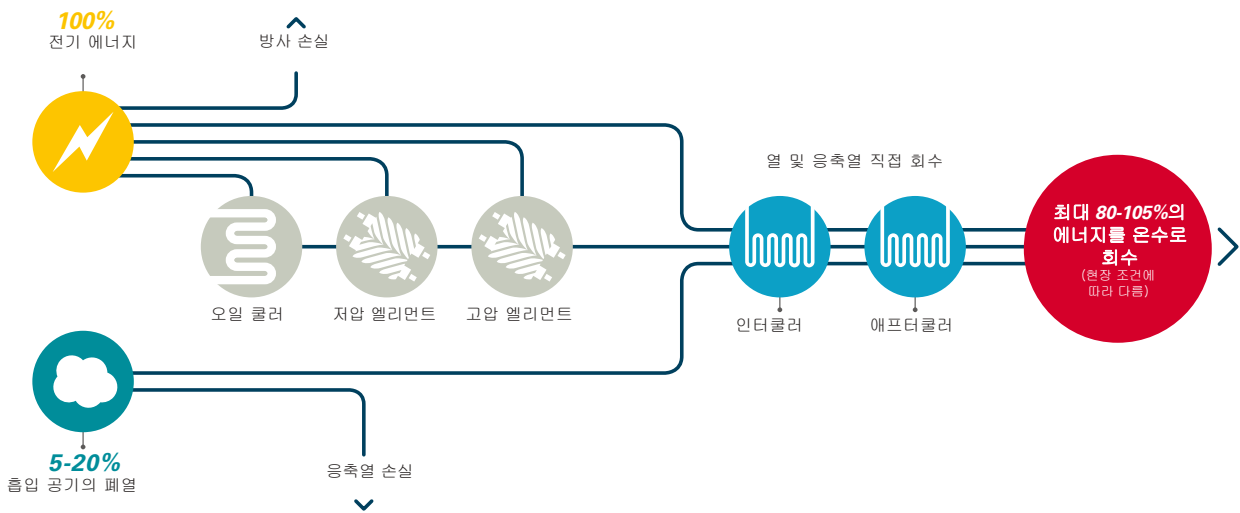 100%
전기 에너지
방사 손실
열 및 응축열 직접 회수
최대 80-105%의
에너지를 온수로
회수
(현장 조건에
따라 다름)
오일 쿨러
저압 엘리먼트
고압 엘리먼트
인터쿨러
애프터쿨러
5-20%
흡입 공기의 폐열
응축열 손실